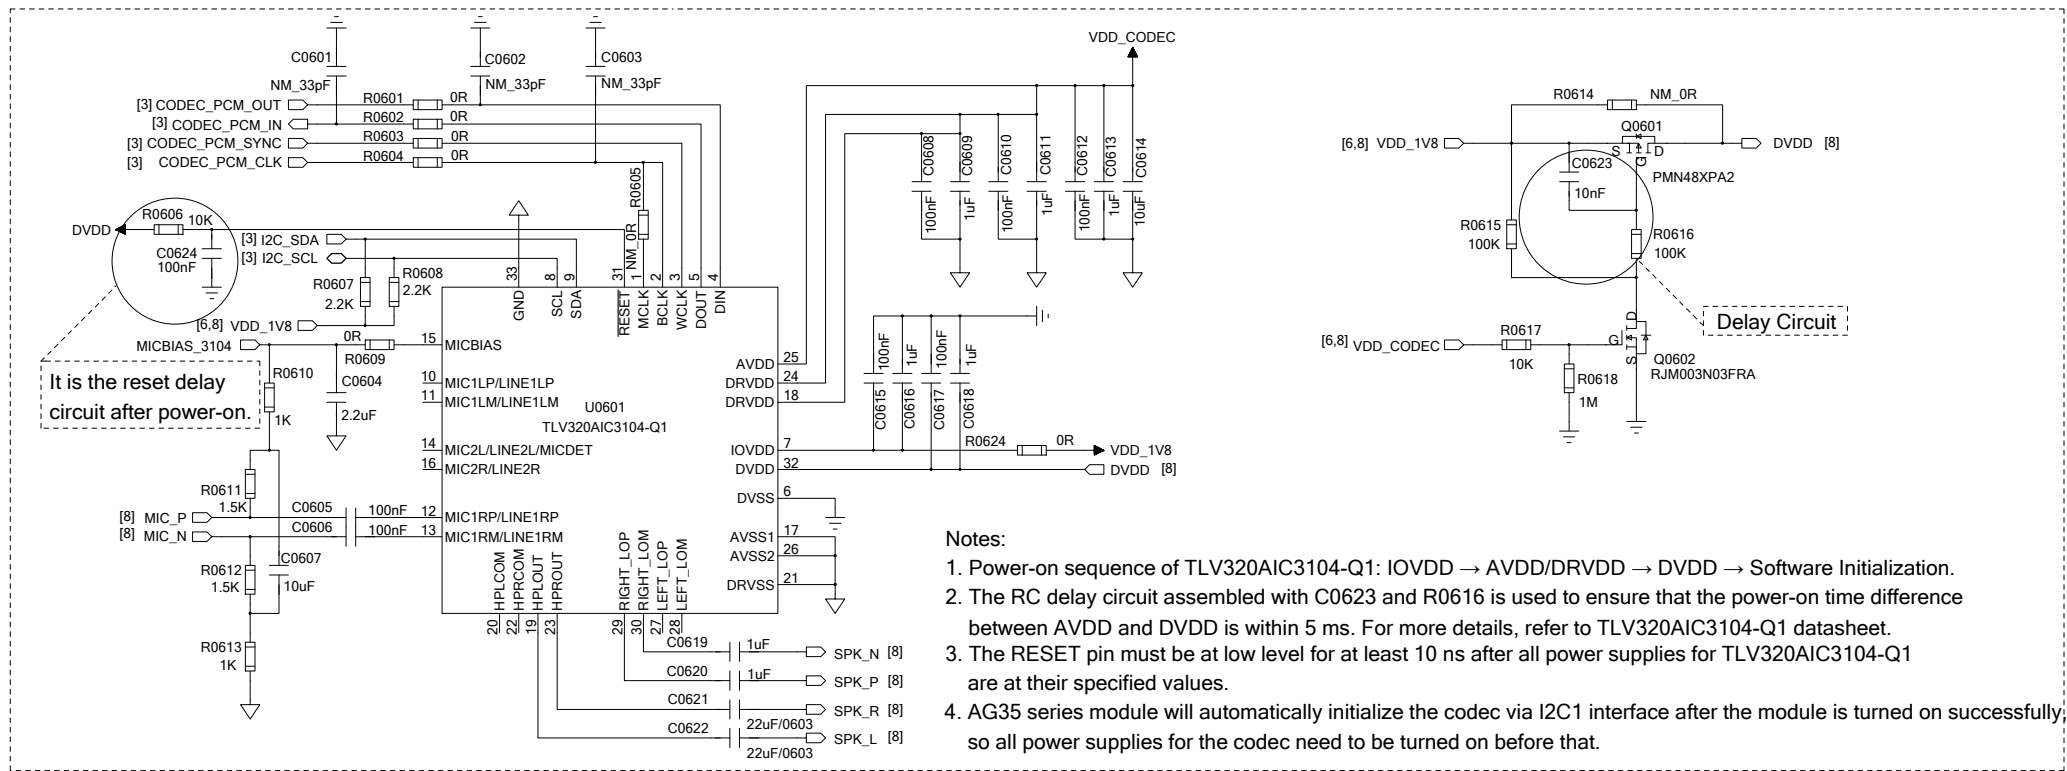 C0601
NM_33pF
C0602
NM_33pF
C0603
NM_33pF
[3] CODEC_PCM_OUT
R0601
0R
[3] CODEC_PCM_IN
R0602
0R
[3] CODEC_PCM_SYNC
R0603
0R
[3] CODEC_PCM_CLK
R0604
0R
R0605
NM_0R
DVDD
R0606
10K
C0624
100nF
[3] I2C_SDA
[3] I2C_SCL
R0607
2.2K
R0608
2.2K
[6,8] VDD_1V8
MICBIAS_3104
0R
R0609
It is the reset delay
circuit after power-on.
R0610
1K
C0604
2.2uF
R0611
1.5K
[8] MIC_P
[8] MIC_N
C0605
100nF
C0606
100nF
R0612
1.5K
C0607
10uF
R0613
1K
33
GND
8
SCL
9
SDA
31
RESET
1
MCLK
2
BCLK
3
WCLK
5
DOUT
4
DIN
15 MICBIAS
10 MIC1LP/LINE1LP
11 MIC1LM/LINE1LM
14 MIC2L/LINE2L/MICDET
16 MIC2R/LINE2R
12 MIC1RP/LINE1RP
13 MIC1RM/LINE1RM
U0601
TLV320AIC3104-Q1
AVDD 25
DRVDD 24
DRVDD 18
IOVDD 7
DVDD 32
DVSS 6
AVSS1 17
AVSS2 26
DRVSS 21
HPLCOM
20
HPRCOM
22
HPLOUT
19
HPROUT
23
RIGHT_LOP
29
RIGHT_LOM
30
LEFT_LOP
27
LEFT_LOM
28
C0619
1uF
SPK_N [8]
C0620
1uF
SPK_P [8]
C0621
22uF/0603
SPK_R [8]
C0622
22uF/0603
SPK_L [8]
VDD_CODEC
C0608
100nF
C0609
1uF
C0610
100nF
C0611
1uF
C0612
100nF
C0613
1uF
C0614
10uF
C0615
100nF
C0616
1uF
C0617
100nF
C0618
1uF
R0624
0R
VDD_1V8
DVDD [8]
R0614
NM_0R
[6,8] VDD_1V8
Q0601
S
D
G
PMN48XPA2
DVDD [8]
C0623
10nF
R0615
100K
R0616
100K
Delay Circuit
[6,8] VDD_CODEC
R0617
10K
R0618
1M
D
G
S
Q0602
RJM003N03FRA
Notes:
1. Power-on sequence of TLV320AIC3104-Q1: IOVDD → AVDD/DRVDD → DVDD → Software Initialization.
2. The RC delay circuit assembled with C0623 and R0616 is used to ensure that the power-on time difference
between AVDD and DVDD is within 5 ms. For more details, refer to TLV320AIC3104-Q1 datasheet.
3. The RESET pin must be at low level for at least 10 ns after all power supplies for TLV320AIC3104-Q1
are at their specified values.
4. AG35 series module will automatically initialize the codec via I2C1 interface after the module is turned on successfully,
so all power supplies for the codec need to be turned on before that.